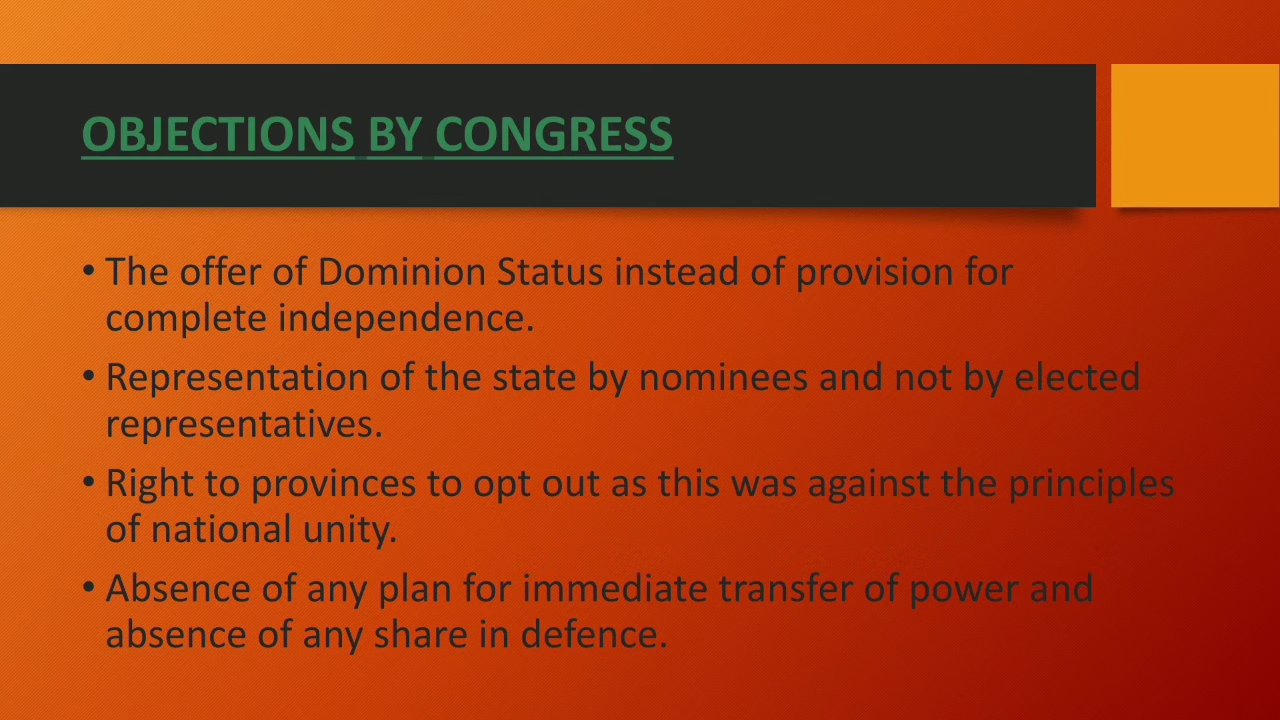 OBJECTIONS BY CONGRESS
• The offer of Dominion Status instead of provision for
complete independence.
• Representation of the state by nominees and not by elected
representatives.
• Right to provinces to opt out as this was against the principles
of national unity.
• Absence of any plan for immediate transfer of power and
absence of any share in defence.